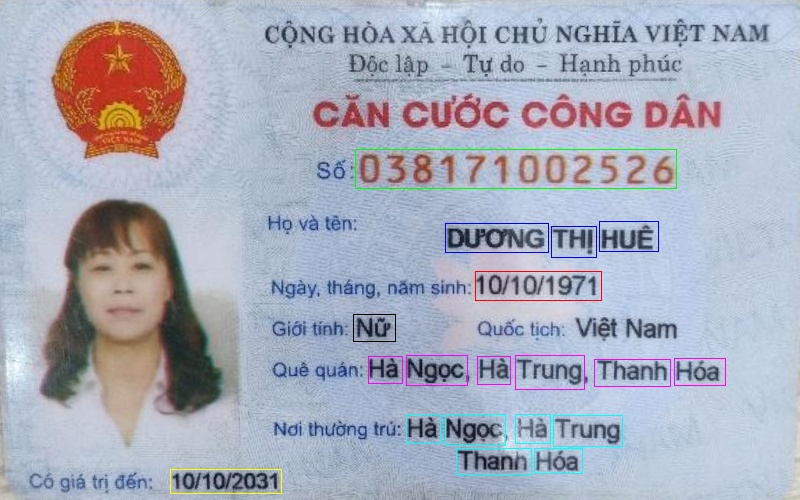 CỘNG HÒA XÃ HỘI CHỦ NGHĨA VIỆT NAM
Độc lập - Tự do - Hạnh phúc
CĂN CƯỚC CÔNG DÂN
Số: 038171002526
Họ và tên:
DƯƠNG THỊ HUÊ
Ngày, tháng, năm sinh: 10/10/1971
Giới tính: Nữ Quốc tịch: Việt Nam
Quê quán: Hà Ngọc, Hà Trung, Thanh Hóa
Nơi thường trú: Hà Ngọc, Hà Trung
Thanh Hóa
Có giá trị đến: 10/10/2031
VIỆT NAM